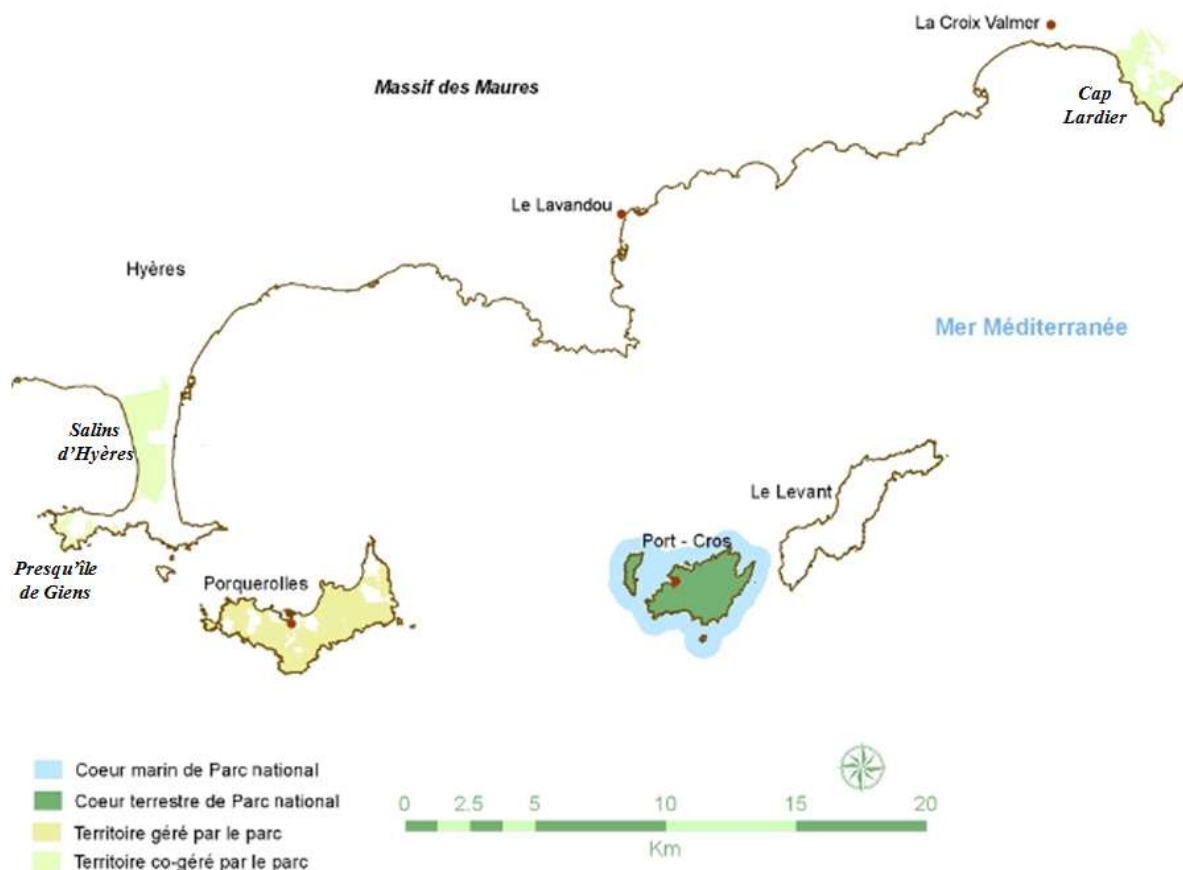 La Croix Valmer
Massif des Maures
Cap
Lardier
Le Lavandou
Hyères
Mer Méditerranée
Salins
d'Hyères
Le Levant
Port - Cros
Presqu'île
de Giens
Porquerolles
Coeur marin de Parc national
Coeur terrestre de Parc national
Territoire géré par le parc
Territoire co-géré par le parc
0 2.5 5 10 15 20
Km